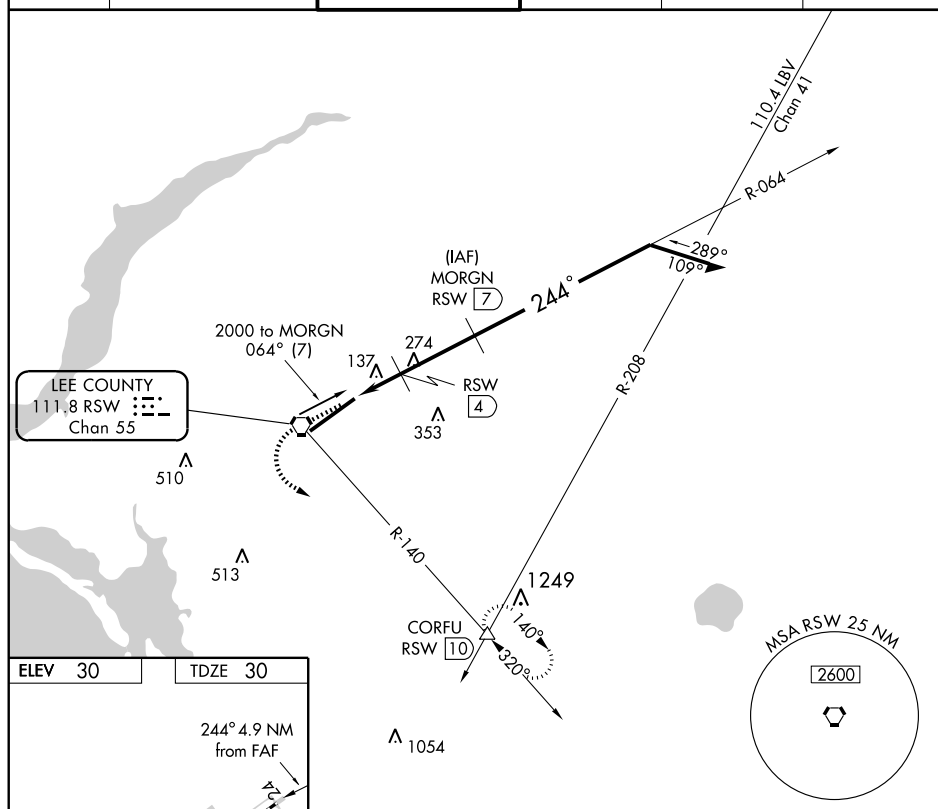 110.4 LBV
Chan 41
R-064
289°
109°
(IAF)
MORGN
RSW 7
244°
2000 to MORGN
064° (7)
137
274
RSW
4
353
LEE COUNTY
111.8 RSW
Chan 55
R-208
510
513
R-140
1249
CORFU
RSW 10
140°
320°
MSA RSW 25 NM
2600
1054
ELEV 30
TDZE 30
244° 4.9 NM
from FAF
24